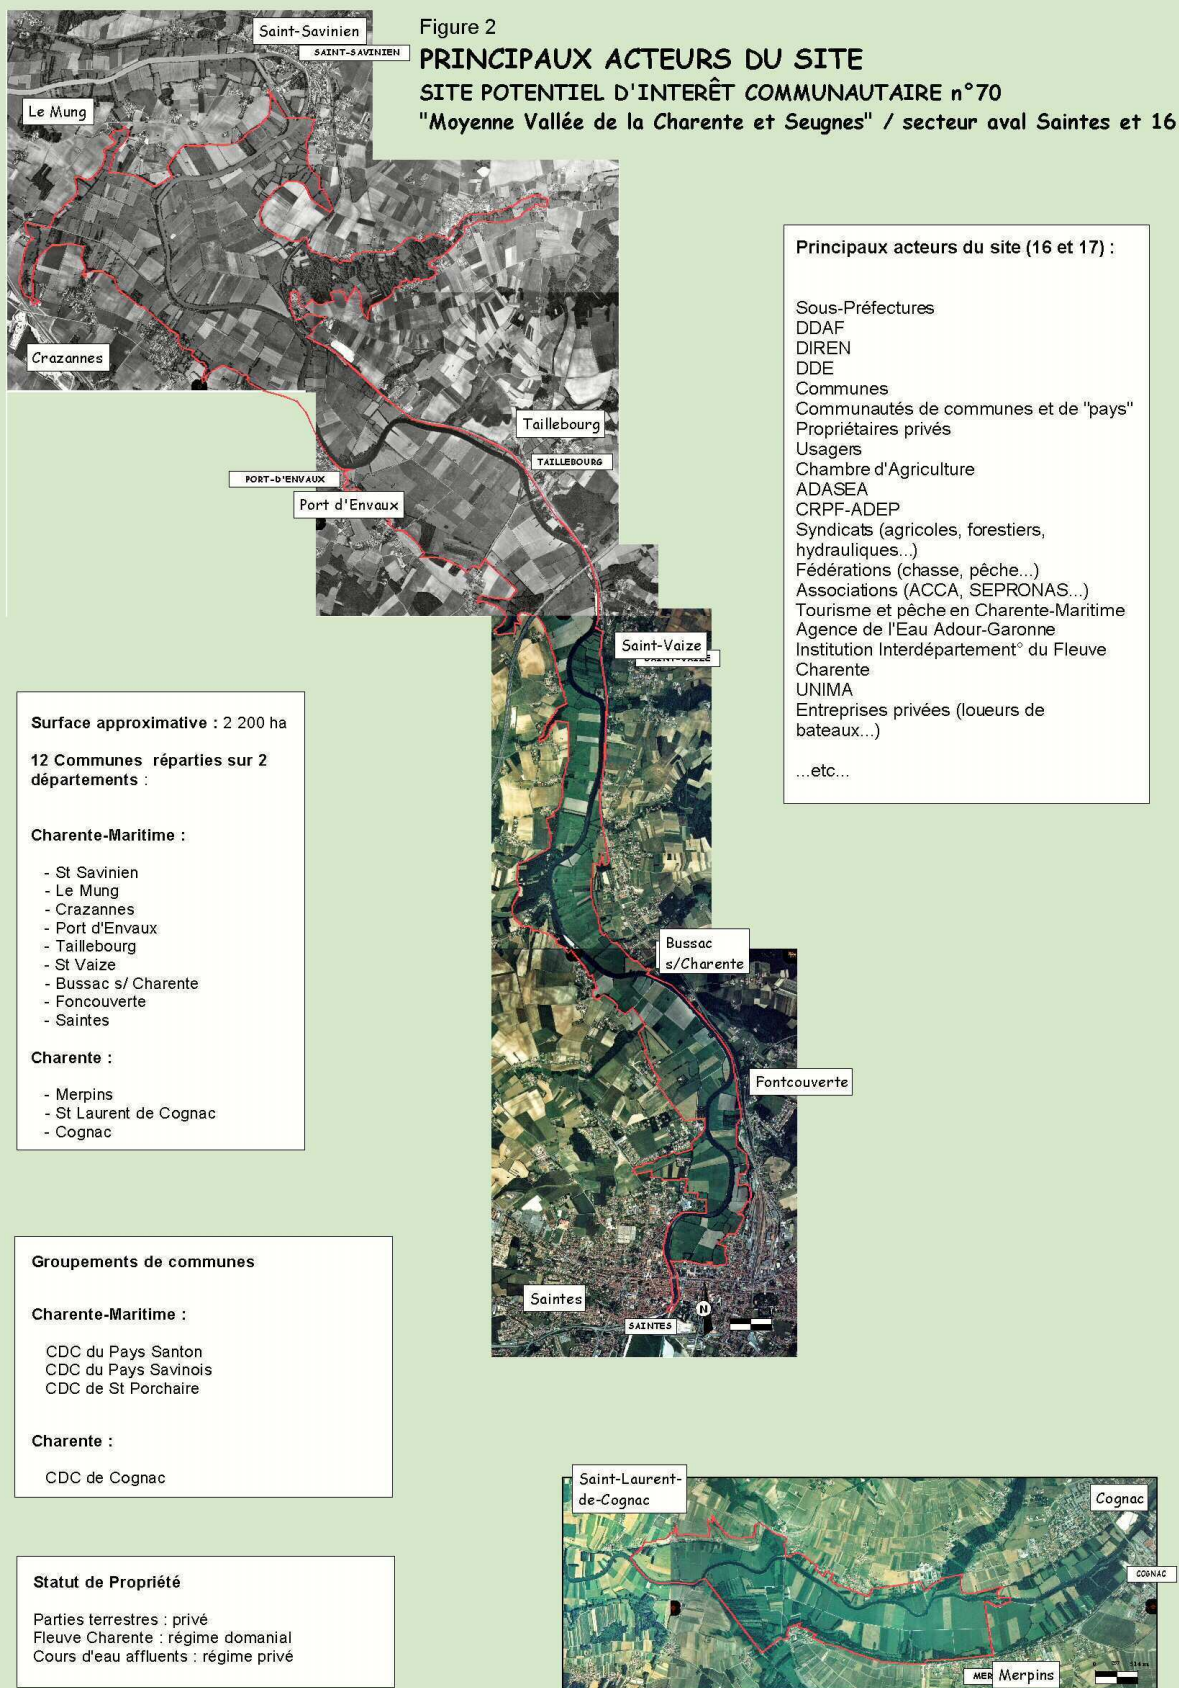 Figure 2
PRINCIPAUX ACTEURS DU SITE
SITE POTENTIEL D'INTERÊT COMMUNAUTAIRE n°70
"Moyenne Vallée de la Charente et Seugnes" / secteur aval Saintes et 16
Saint-Savinien
SAINT-SAVINIEN
Le Mung
Crazannes
Taillebourg
TAILLEBOURG
PORT-D'ENVAUX
Port d'Envaux
Saint-Vaize
SAINT-VAIZE
Bussac
s/Charente
Fontcouverte
Saintes
SAINTES
N
Principaux acteurs du site (16 et 17) :
Sous-Préfectures
DDAF
DIREN
DDE
Communes
Communautés de communes et de "pays"
Propriétaires privés
Usagers
Chambre d'Agriculture
ADASEA
CRPF-ADEP
Syndicats (agricoles, forestiers,
hydrauliques...)
Fédérations (chasse, pêche...)
Associations (ACCA, SEPRONAS...)
Tourisme et pêche en Charente-Maritime
Agence de l'Eau Adour-Garonne
Institution Interdépartement° du Fleuve
Charente
UNIMA
Entreprises privées (loueurs de
bateaux...)
...etc...
Surface approximative : 2 200 ha
12 Communes réparties sur 2
départements :
Charente-Maritime :
- St Savinien
- Le Mung
- Crazannes
- Port d'Envaux
- Taillebourg
- St Vaize
- Bussac s/ Charente
- Foncouverte
- Saintes
Charente :
- Merpins
- St Laurent de Cognac
- Cognac
Groupements de communes
Charente-Maritime :
CDC du Pays Santon
CDC du Pays Savinois
CDC de St Porchaire
Charente :
CDC de Cognac
Statut de Propriété
Parties terrestres : privé
Fleuve Charente : régime domanial
Cours d'eau affluents : régime privé
Saint-Laurent-
de-Cognac
Cognac
COGNAC
MER
Merpins